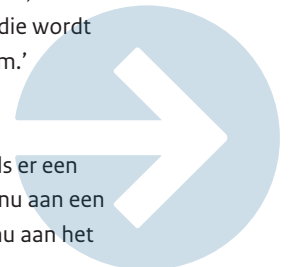 die wordt
m.’
ls er een
nu aan een
nu aan het